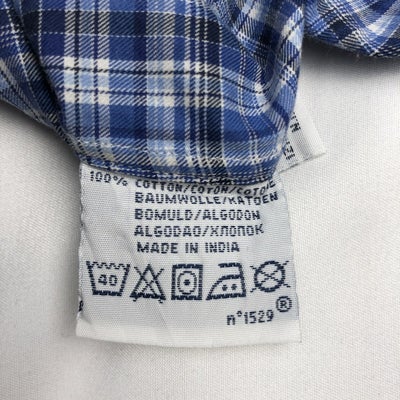 100% COTTON/COTON/COTONE
BAUMWOLLE/KATOEN
BOMULD/ALGODON
ALGODAO/ХЛОПОК
MADE IN INDIA
40
n°1529 ®